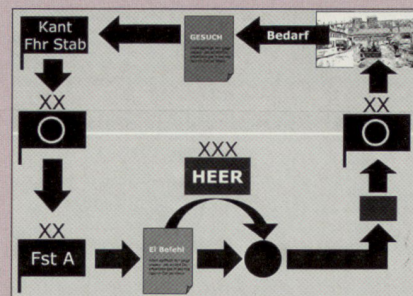 Kant
Fhr Stab
GESUCH
Bedarf
XX
XX
XXX
HEER
XX
Fst A
Ei Befehl